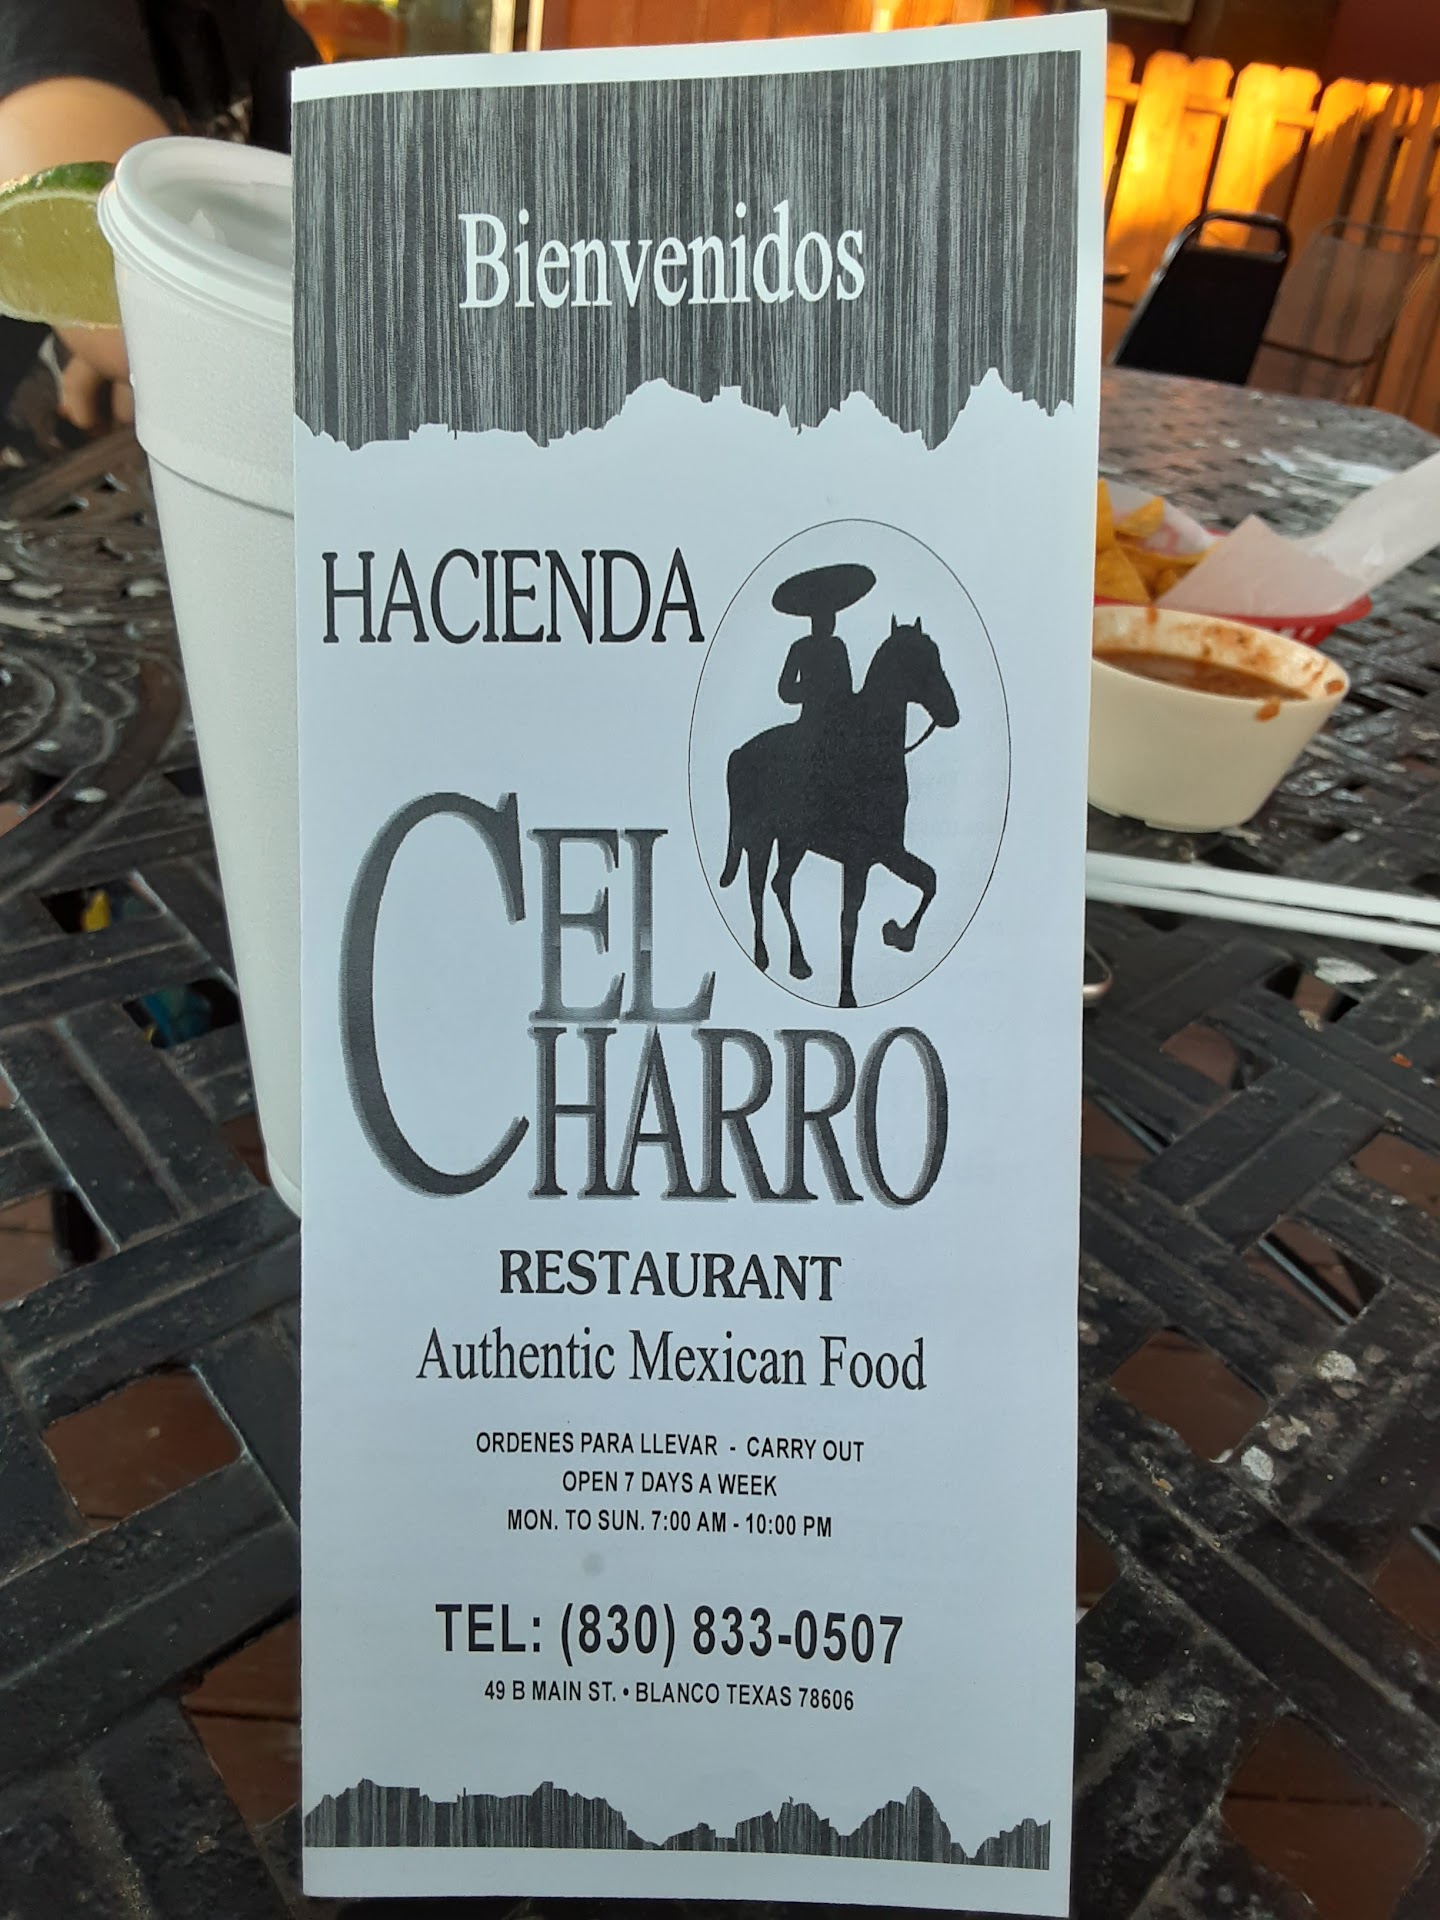 Bienvenidos
HACIENDA
EL
CHARRO
RESTAURANT
Authentic Mexican Food
ORDENES PARA LLEVAR - CARRY OUT
OPEN 7 DAYS A WEEK
MON. TO SUN. 7:00 AM - 10:00 PM
TEL: (830) 833-0507
49 B MAIN ST. • BLANCO TEXAS 78606